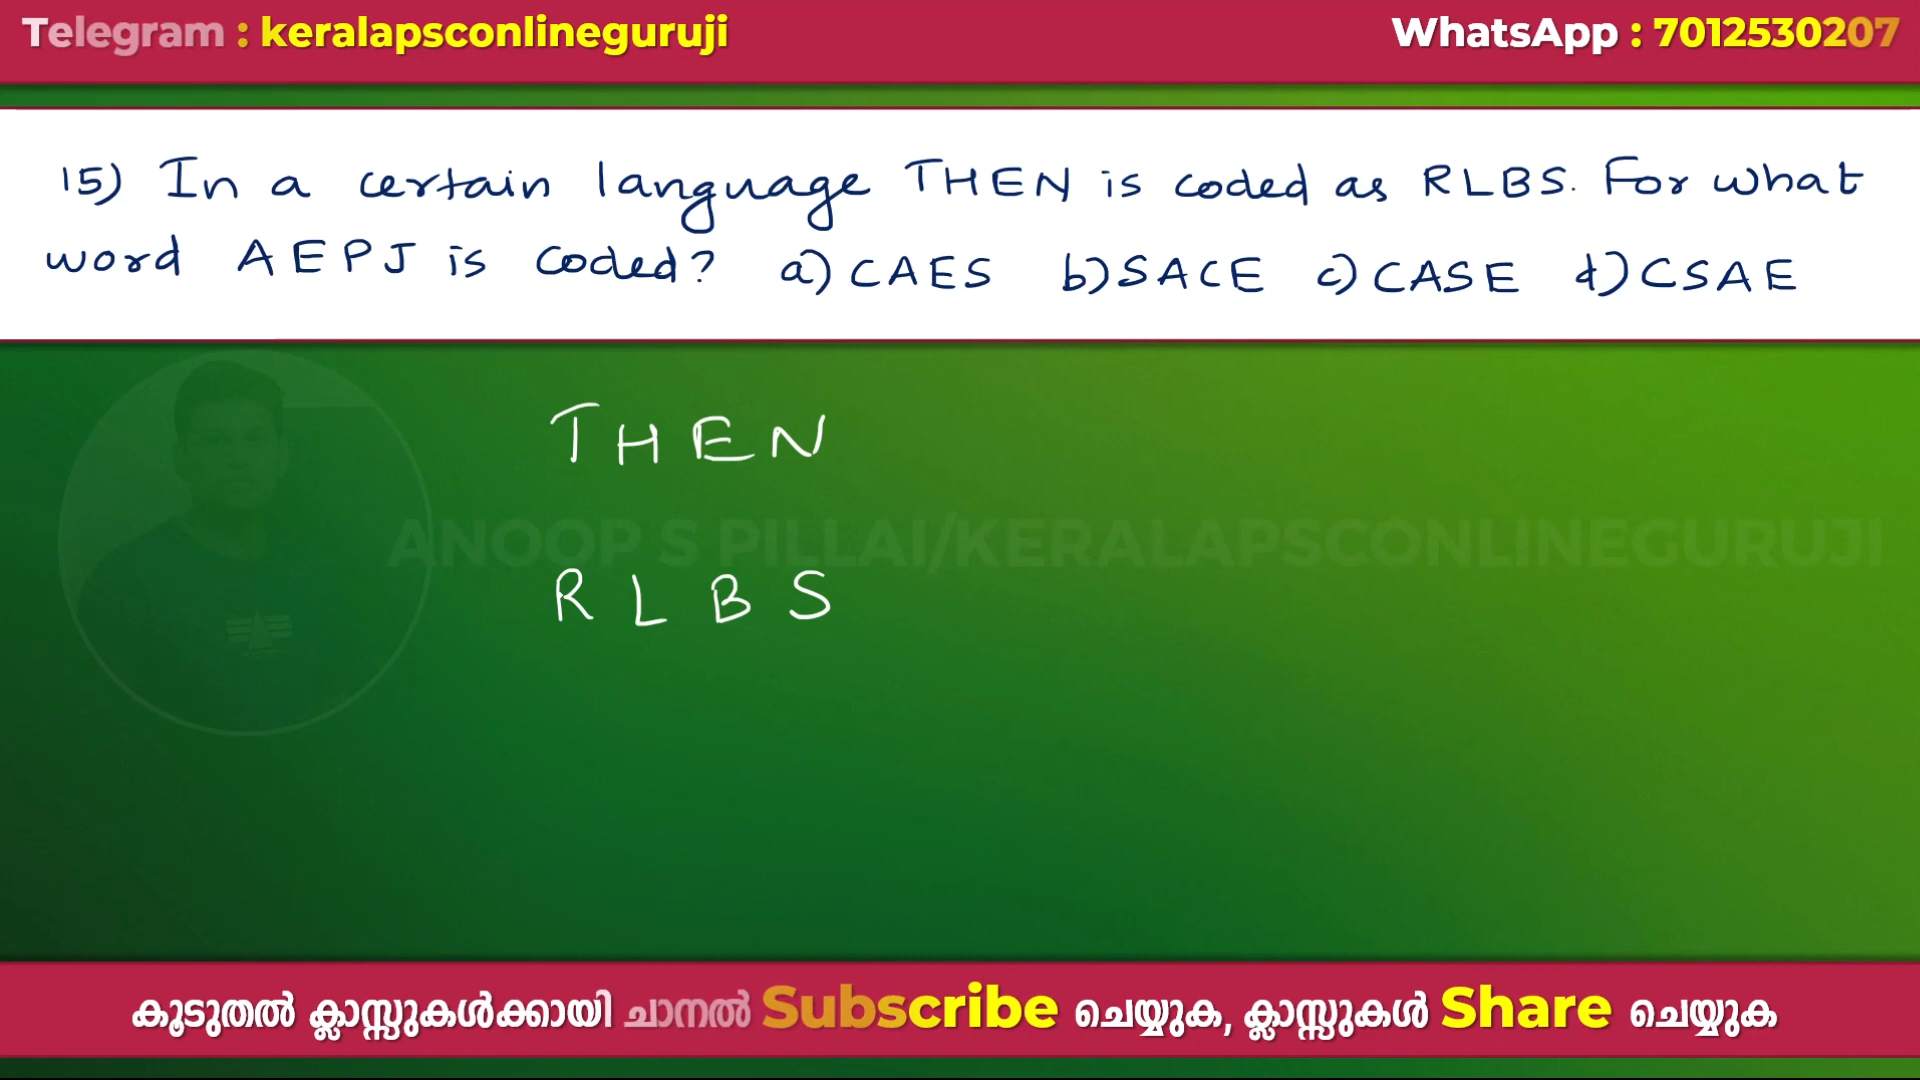 Telegram : keralapsconlineguruji
WhatsApp : 7012530207
15) In a certain language THEN is coded as RLBS. For what
word AEPJ is coded? a) CAES b) SACE c) CASE d) CSAE
THEN
ANOOP S PILLAI/KERALAPSCONLINEGURUJI
RLBS
കൂടുതൽ ക്ലാസ്സുകൾക്കായി ചാനൽ Subscribe ചെയ്യുക, ക്ലാസ്സുകൾ Share ചെയ്യുക